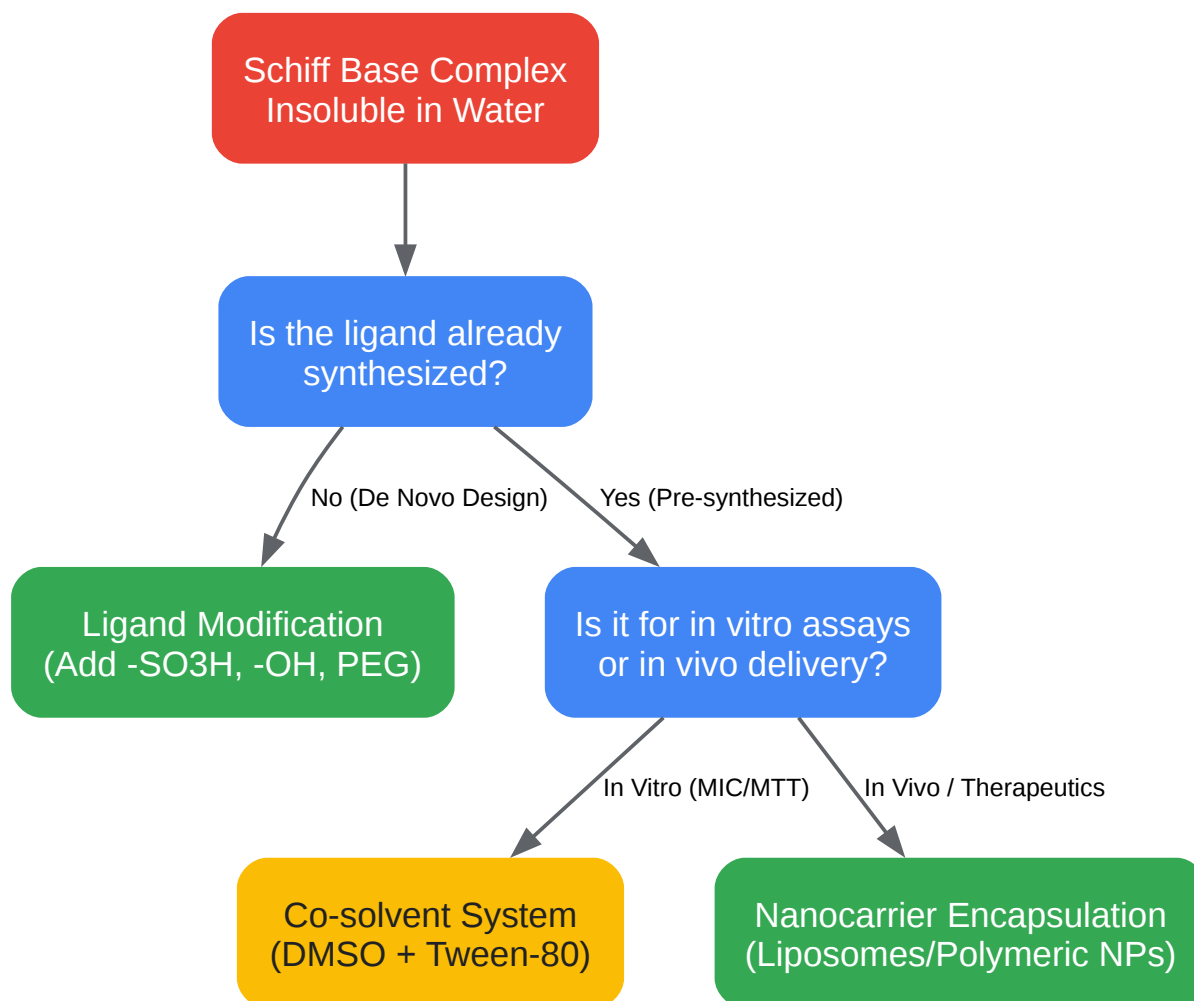 Schiff Base Complex
Insoluble in Water
Is the ligand already
synthesized?
No (De Novo Design)
Yes (Pre-synthesized)
Ligand Modification
(Add -SO3H, -OH, PEG)
Is it for in vitro assays
or in vivo delivery?
In Vitro (MIC/MTT)
In Vivo / Therapeutics
Co-solvent System
(DMSO + Tween-80)
Nanocarrier Encapsulation
(Liposomes/Polymeric NPs)